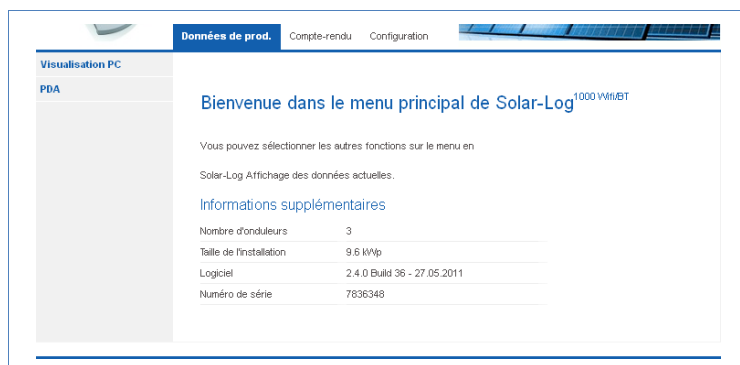 Données de prod. Compte-rendu Configuration
Visualisation PC
PDA
Bienvenue dans le menu principal de Solar-Log 1000 Wifi/BT
Vous pouvez sélectionner les autres fonctions sur le menu en
Solar-Log Affichage des données actuelles.
Informations supplémentaires
Nombre d'onduleurs 3
Taille de l'installation 9.6 kWp
Logiciel 2.4.0 Build 36 - 27.05.2011
Numéro de série 7836348